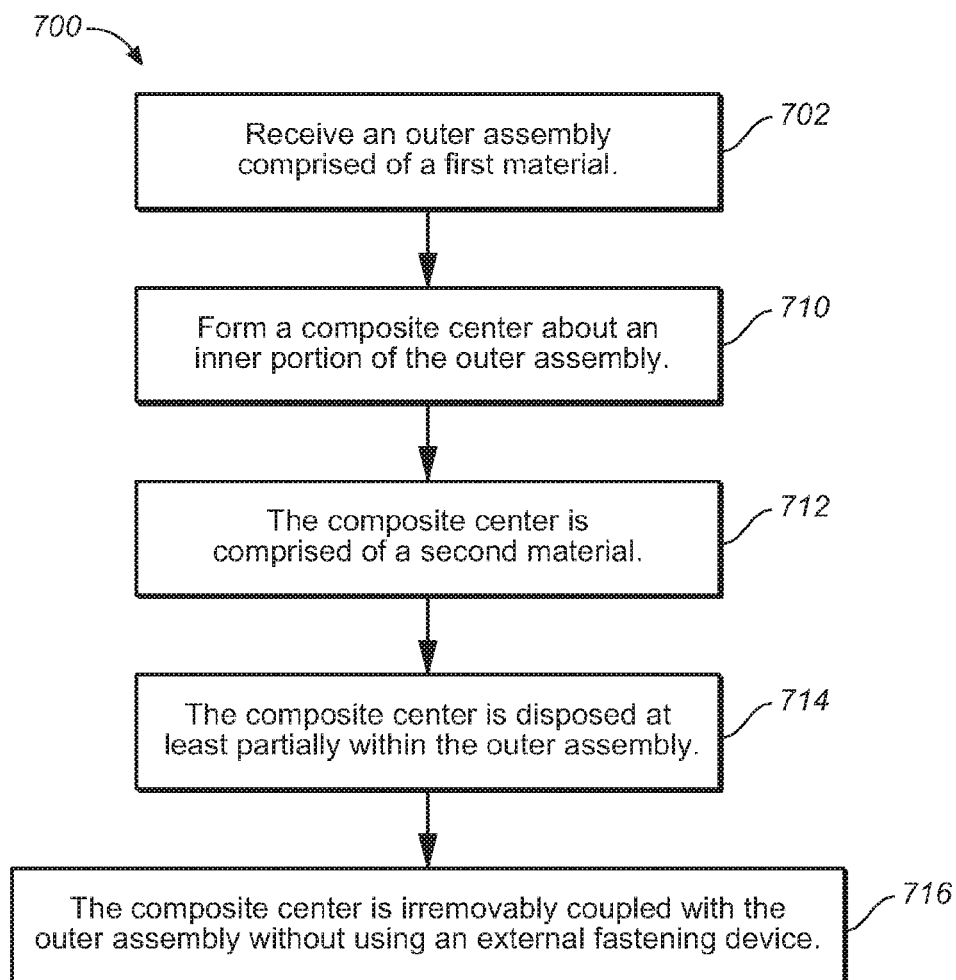 700
Receive an outer assembly
comprised of a first material.
702
Form a composite center about an
inner portion of the outer assembly.
710
The composite center is
comprised of a second material.
712
The composite center is disposed at
least partially within the outer assembly.
714
The composite center is irremovably coupled with the
outer assembly without using an external fastening device.
716